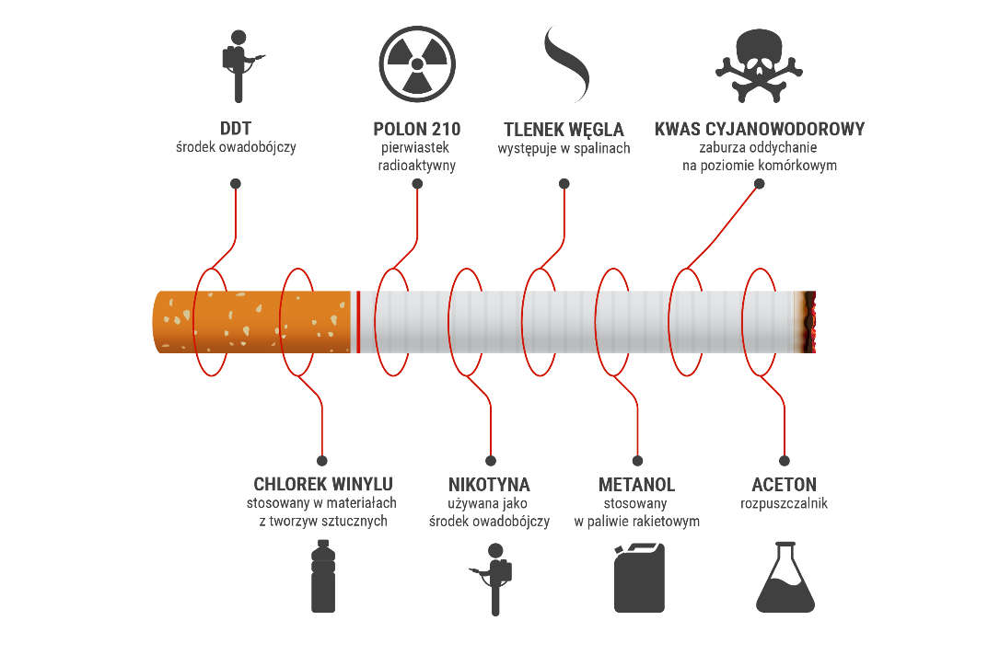 DDT
środek owadobójczy
POLON 210
pierwiastek
radioaktywny
TLENEK WĘGLA
występuje w spalinach
KWAS CYJANOWODOROWY
zaburza oddychanie
na poziomie komórkowym
CHLOREK WINYLU
stosowany w materiałach
z tworzyw sztucznych
NIKOTYNA
używana jako
środek owadobójczy
METANOL
stosowany
w paliwie rakietowym
ACETON
rozpuszczalnik